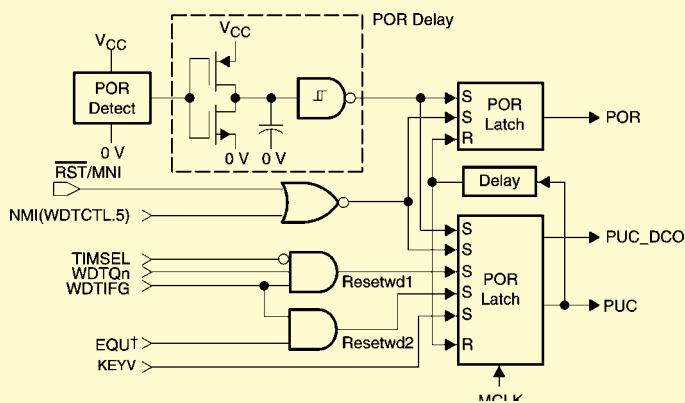 POR Delay
VCC
VCC
POR
Detect
0 V
0 V
0 V
S
S
R
POR
Latch
POR
RST/MNI
NMI(WDTCTL.5)
Delay
TIMSEL
WDTQn
WDTIFG
Resetwd1
EQU†
Resetwd2
KEYV
S
S
S
S
S
R
POR
Latch
PUC_DCO
PUC
MCLK